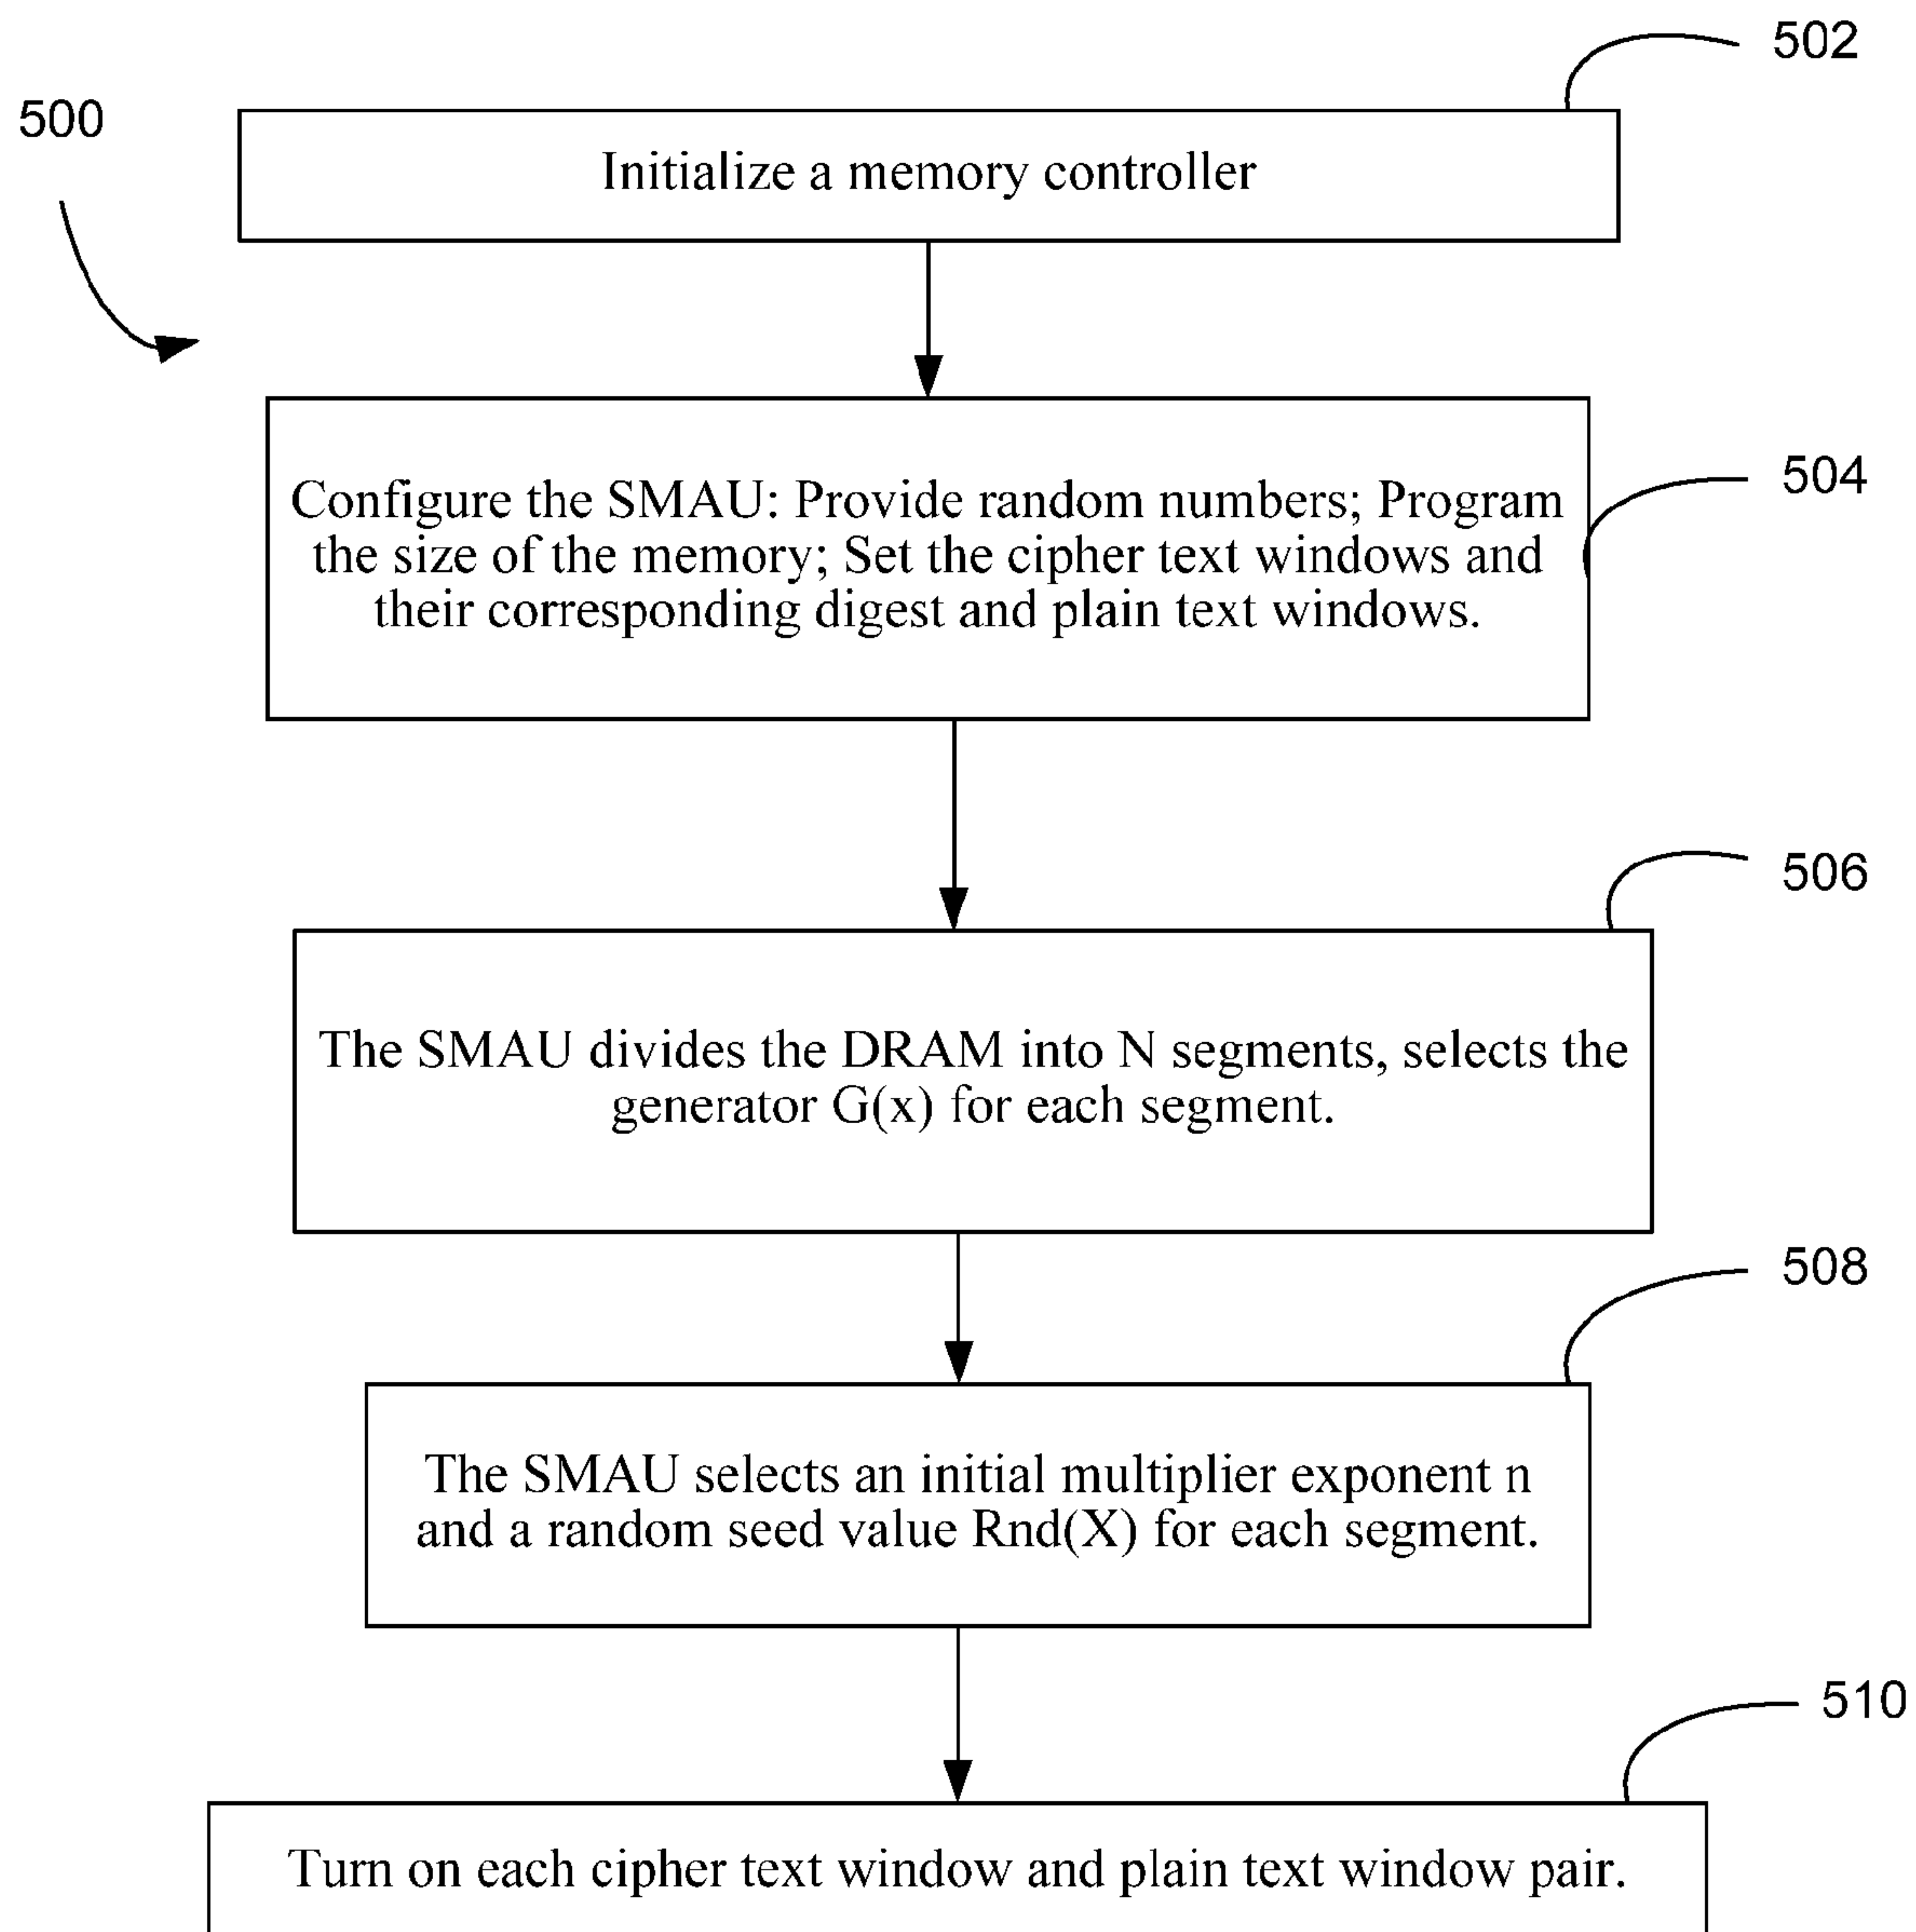 502
500
Initialize a memory controller
504
Configure the SMAU: Provide random numbers; Program
the size of the memory; Set the cipher text windows and
their corresponding digest and plain text windows.
506
The SMAU divides the DRAM into N segments, selects the
generator G(x) for each segment.
508
The SMAU selects an initial multiplier exponent n
and a random seed value Rnd(X) for each segment.
510
Turn on each cipher text window and plain text window pair.